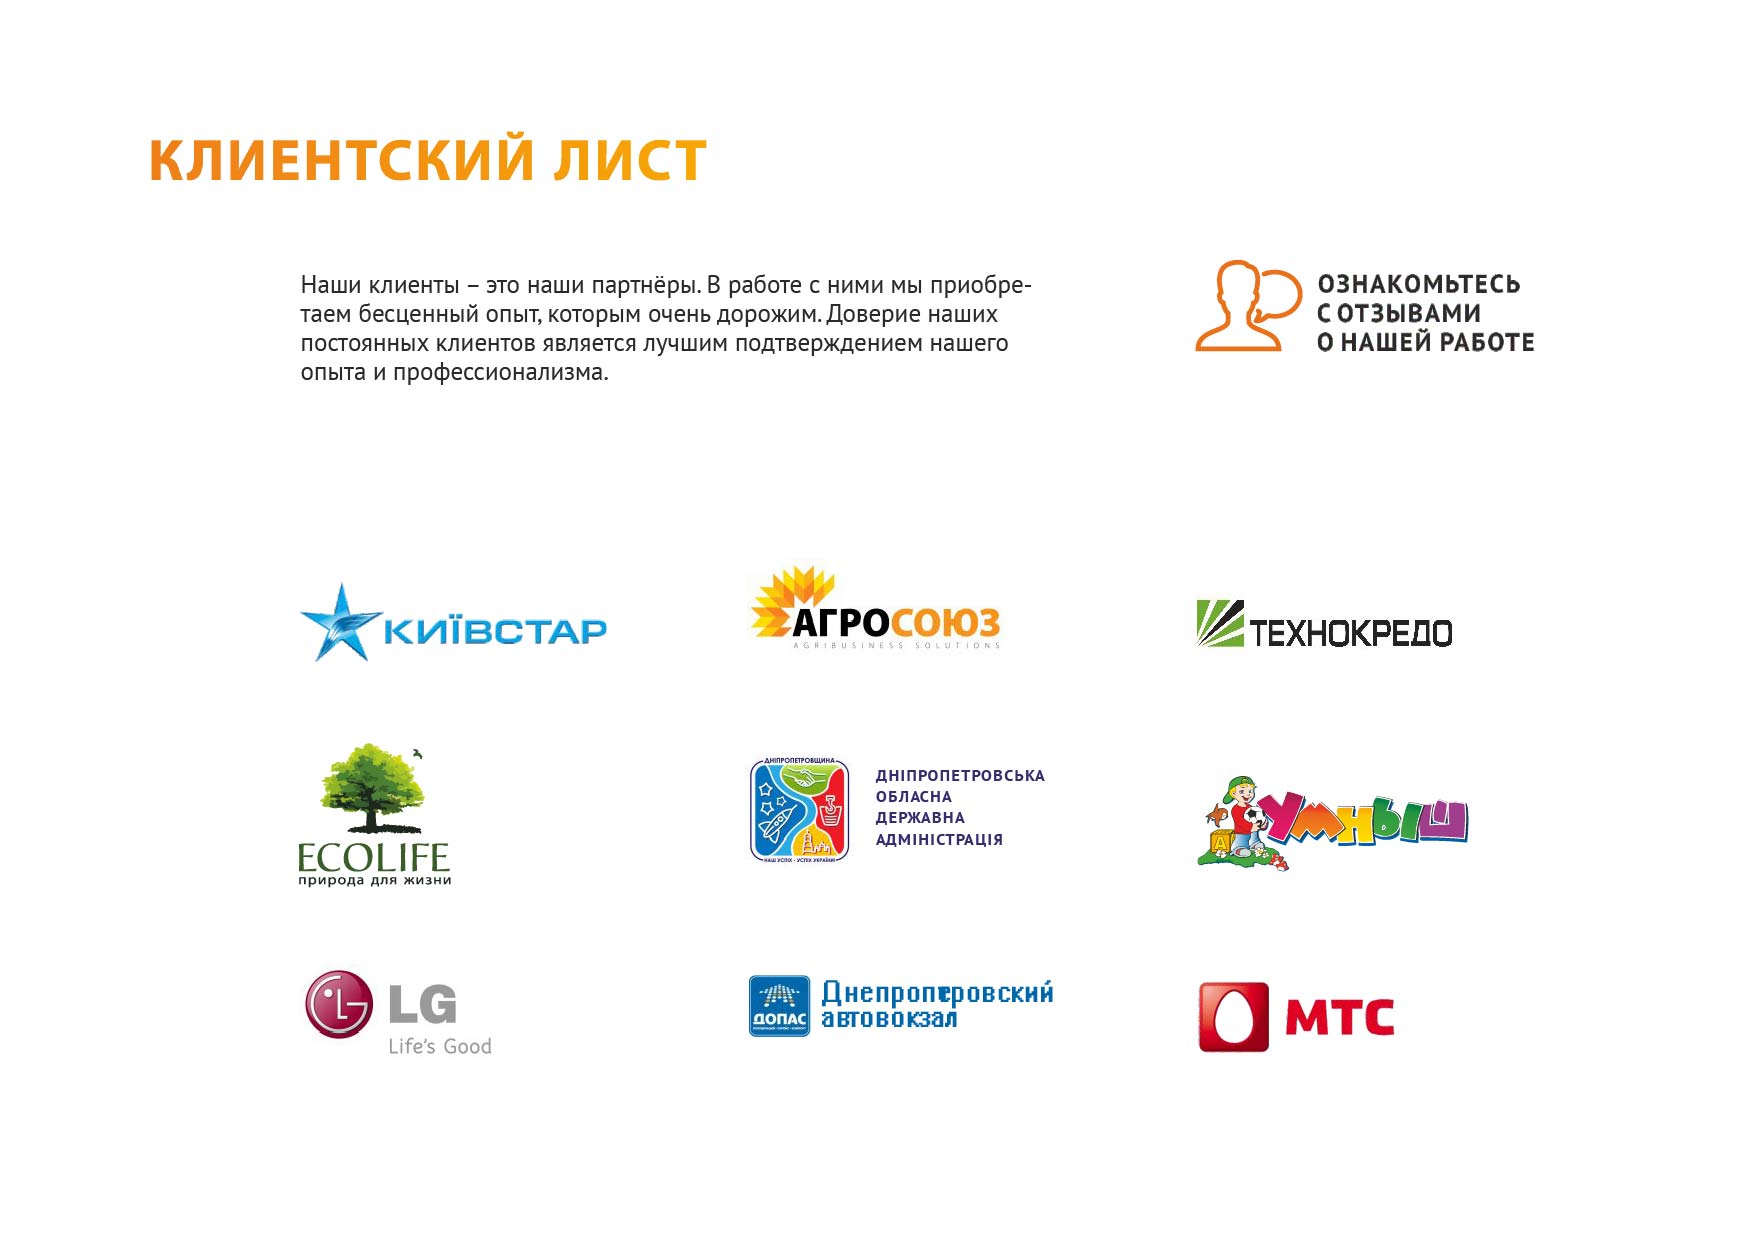 КЛИЕНТСКИЙ ЛИСТ
Наши клиенты – это наши партнёры. В работе с ними мы приобре-
таем бесценный опыт, которым очень дорожим. Доверие наших
постоянных клиентов является лучшим подтверждением нашего
опыта и профессионализма.
ОЗНАКОМЬТЕСЬ
С ОТЗЫВАМИ
О НАШЕЙ РАБОТЕ
КИЇВСТАР
АГРОСОЮЗ
AGRIBUSINESS SOLUTIONS
ТЕХНОКРЕДО
ECOLIFE
природа для жизни
ДНІПРОПЕТРОВЩИНА
НАШ УСПІХ - УСПІХ УКРАЇНИ
ДНІПРОПЕТРОВСЬКА
ОБЛАСНА
ДЕРЖАВНА
АДМІНІСТРАЦІЯ
А
УМНЫШ
LG
Life's Good
ДОПАС
Днепропетровский
автовокзал
МТС